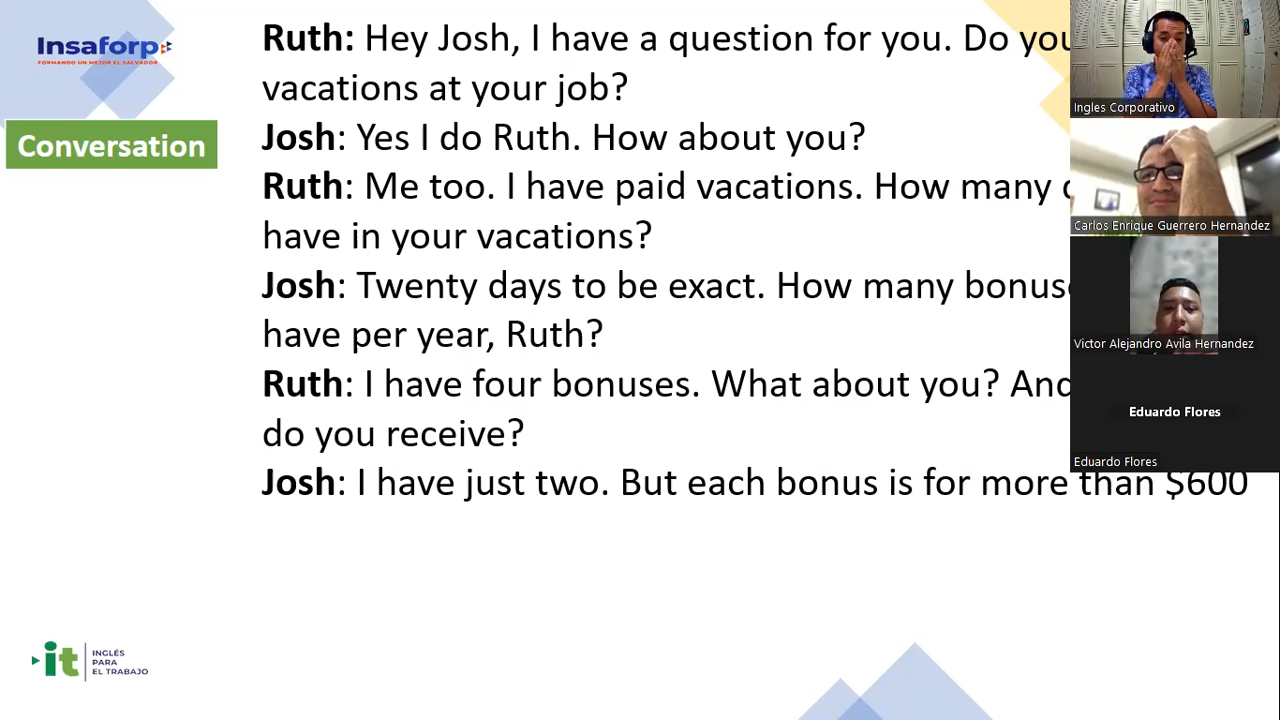 Insaforp
FORMANDO UN MEJOR EL SALVADOR
Conversation
Ruth: Hey Josh, I have a question for you. Do you
vacations at your job?
Josh: Yes I do Ruth. How about you?
Ruth: Me too. I have paid vacations. How many
have in your vacations?
Josh: Twenty days to be exact. How many
have per year, Ruth?
Ruth: I have four bonuses. What about you? And
do you receive?
Josh: I have just two. But each bonus is for more than $600
Ingles Corporativo
Carlos Enrique Guerrero Hernandez
Victor Alejandro Avila Hernandez
Eduardo Flores
Eduardo Flores
it
INGLÉS
PARA
EL TRABAJO